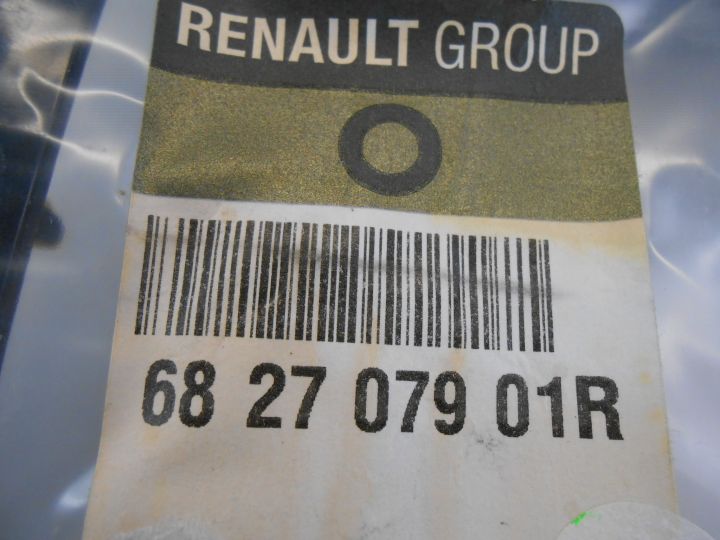 RENAULT GROUP
68 27 079 01R